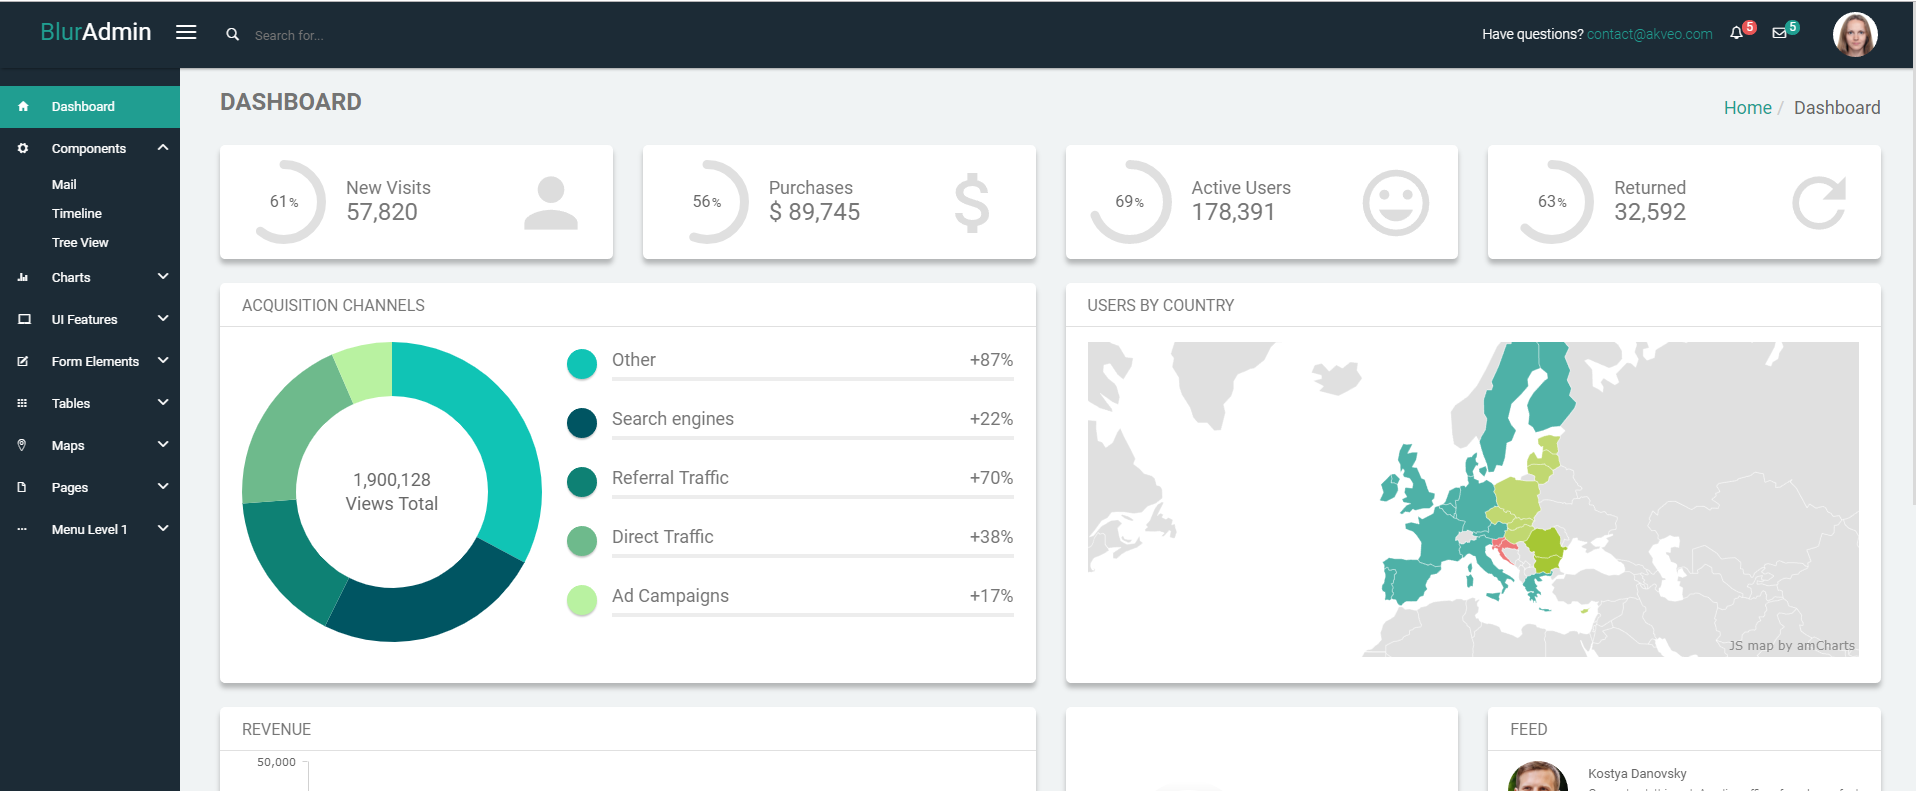 BlurAdmin
Search for...
Have questions? contact@akveo.com
5
5
Dashboard
Components
Mail
Timeline
Tree View
Charts
UI Features
Form Elements
Tables
Maps
Pages
Menu Level 1
DASHBOARD
Home / Dashboard
61%
New Visits
57,820
56%
Purchases
$ 89,745
69%
Active Users
178,391
63%
Returned
32,592
ACQUISITION CHANNELS
1,900,128
Views Total
Other +87%
Search engines +22%
Referral Traffic +70%
Direct Traffic +38%
Ad Campaigns +17%
USERS BY COUNTRY
JS map by amCharts
REVENUE
50,000
FEED
Kostya Danovsky